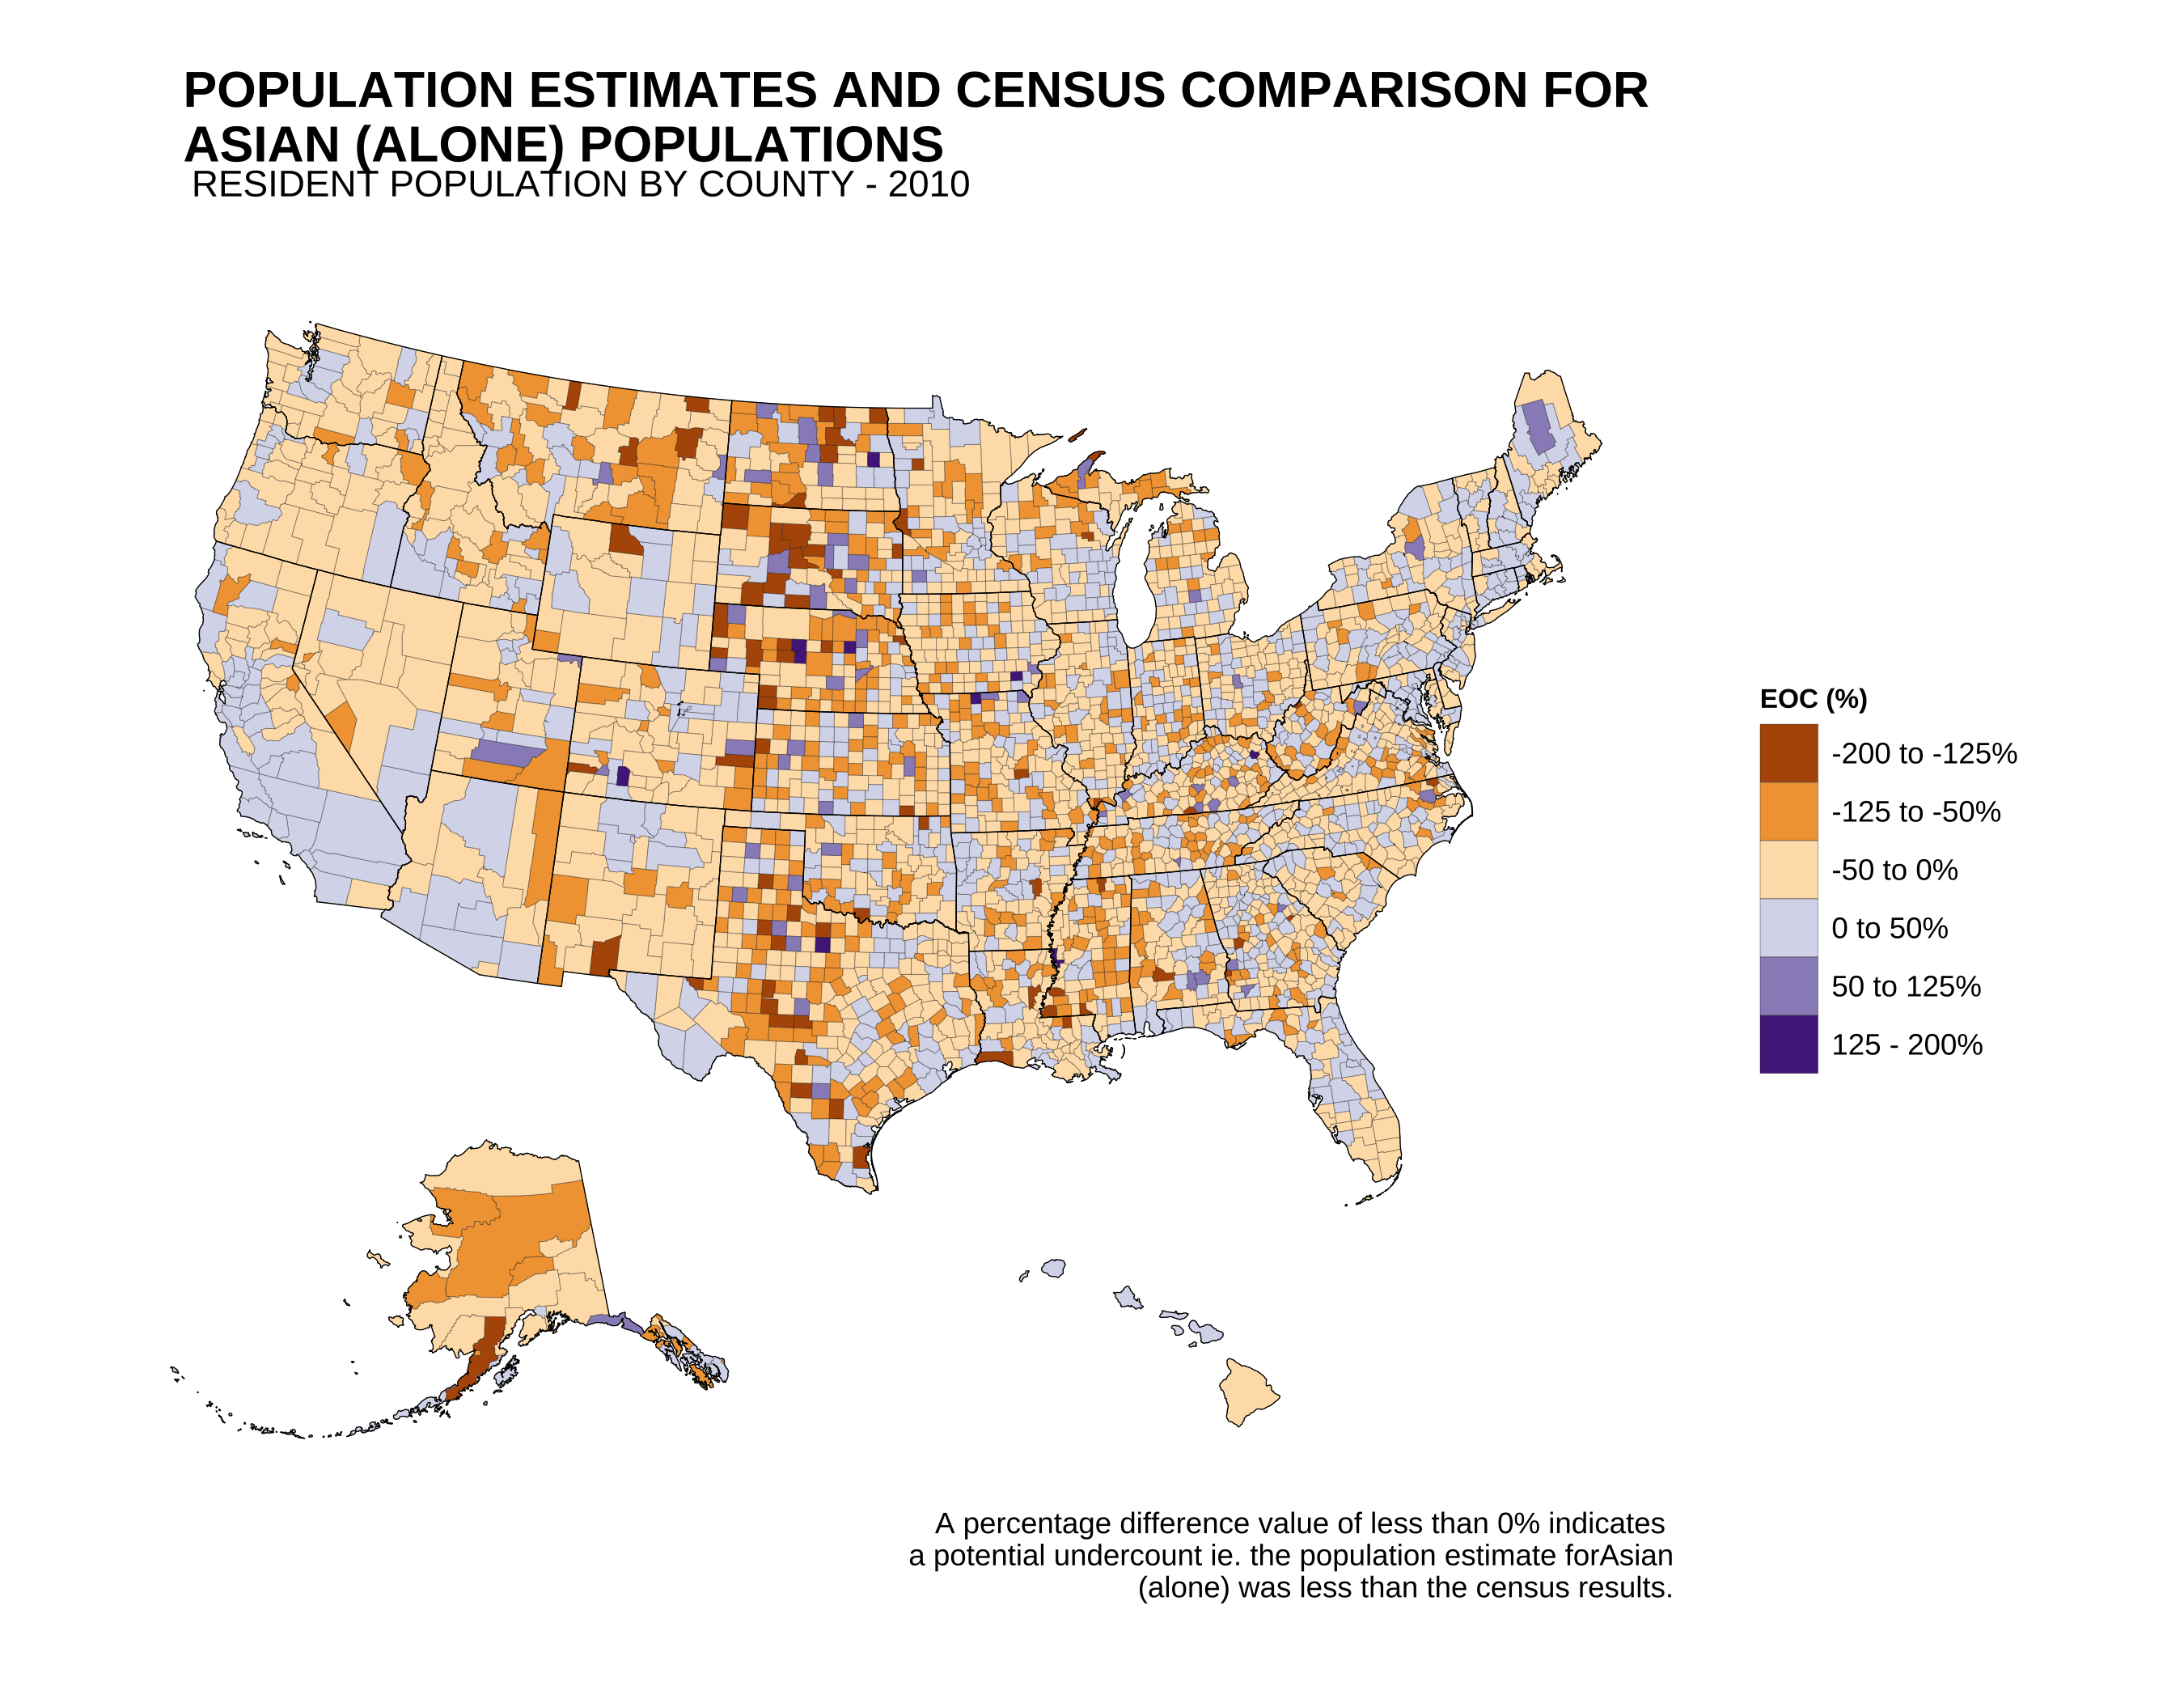 POPULATION ESTIMATES AND CENSUS COMPARISON FOR
ASIAN (ALONE) POPULATIONS
RESIDENT POPULATION BY COUNTY - 2010
EOC (%)
-200 to -125%
-125 to -50%
-50 to 0%
0 to 50%
50 to 125%
125 - 200%
A percentage difference value of less than 0% indicates
a potential undercount ie. the population estimate forAsian
(alone) was less than the census results.